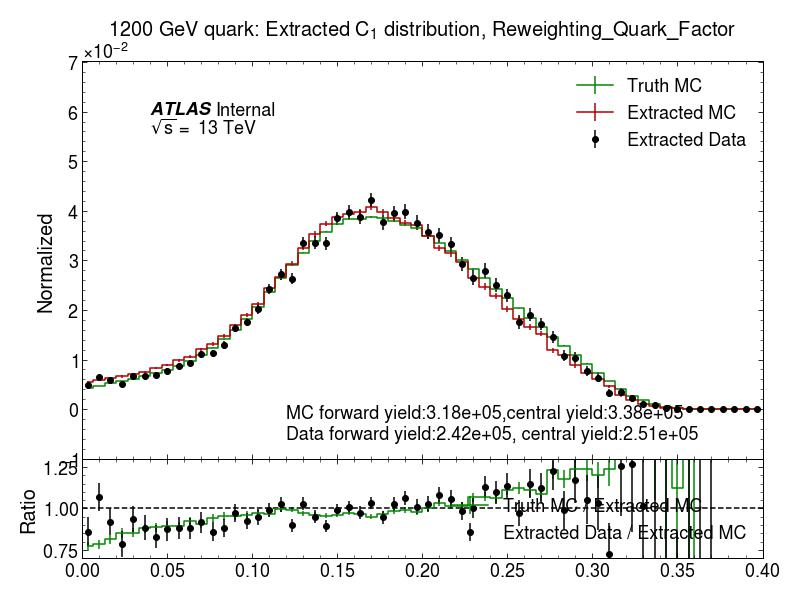 1200 GeV quark: Extracted C₁ distribution, Reweighting_Quark_Factor
×10⁻²
7
6
5
4
3
2
1
0
1
Normalized
ATLAS Internal
√s = 13 TeV
Truth MC
Extracted MC
Extracted Data
MC forward yield:3.18e+05,central yield:3.38e+05
Data forward yield:2.42e+05, central yield:2.51e+05
1.25
1.00
0.75
Ratio
Truth MC / Extracted MC
Extracted Data / Extracted MC
0.00 0.05 0.10 0.15 0.20 0.25 0.30 0.35 0.40